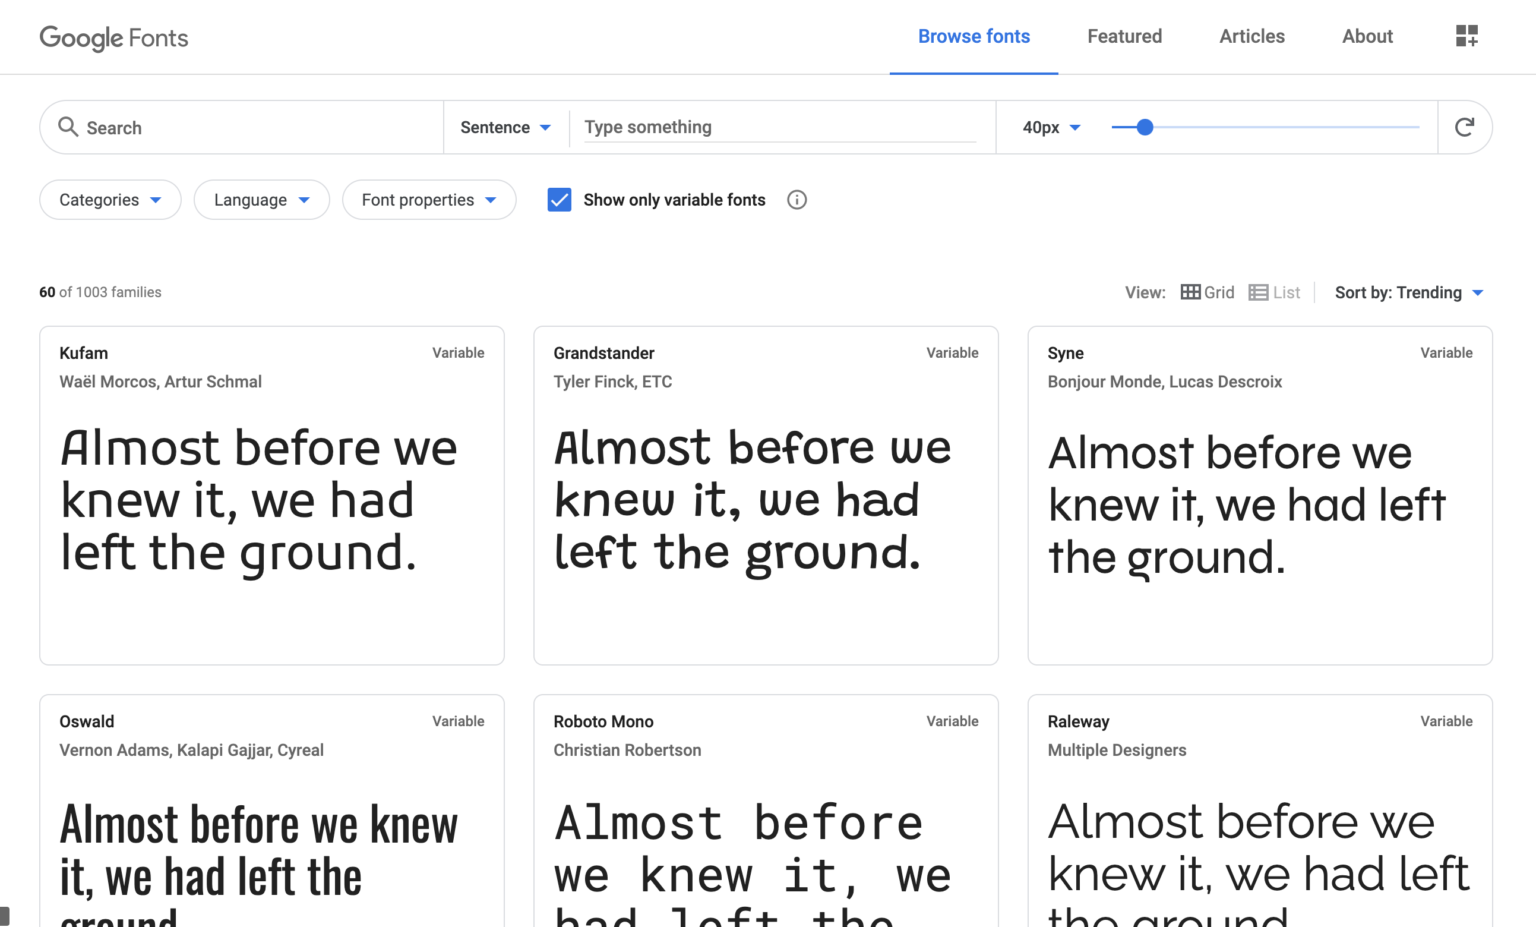 Google Fonts
Browse fonts
Featured
Articles
About
Search
Sentence
Type something
40px
Categories
Language
Font properties
Show only variable fonts
60 of 1003 families
View:
Grid
List
Sort by: Trending
Kufam
Variable
Waël Morcos, Artur Schmal
Almost before we
knew it, we had
left the ground.
Grandstander
Variable
Tyler Finck, ETC
Almost before we
knew it, we had
left the ground.
Syne
Variable
Bonjour Monde, Lucas Descroix
Almost before we
knew it, we had left
the ground.
Oswald
Variable
Vernon Adams, Kalapi Gajjar, Cyreal
Almost before we knew
it, we had left the
ground.
Roboto Mono
Variable
Christian Robertson
Almost before
we knew it, we
had left the
Raleway
Variable
Multiple Designers
Almost before we
knew it, we had left
the ground.